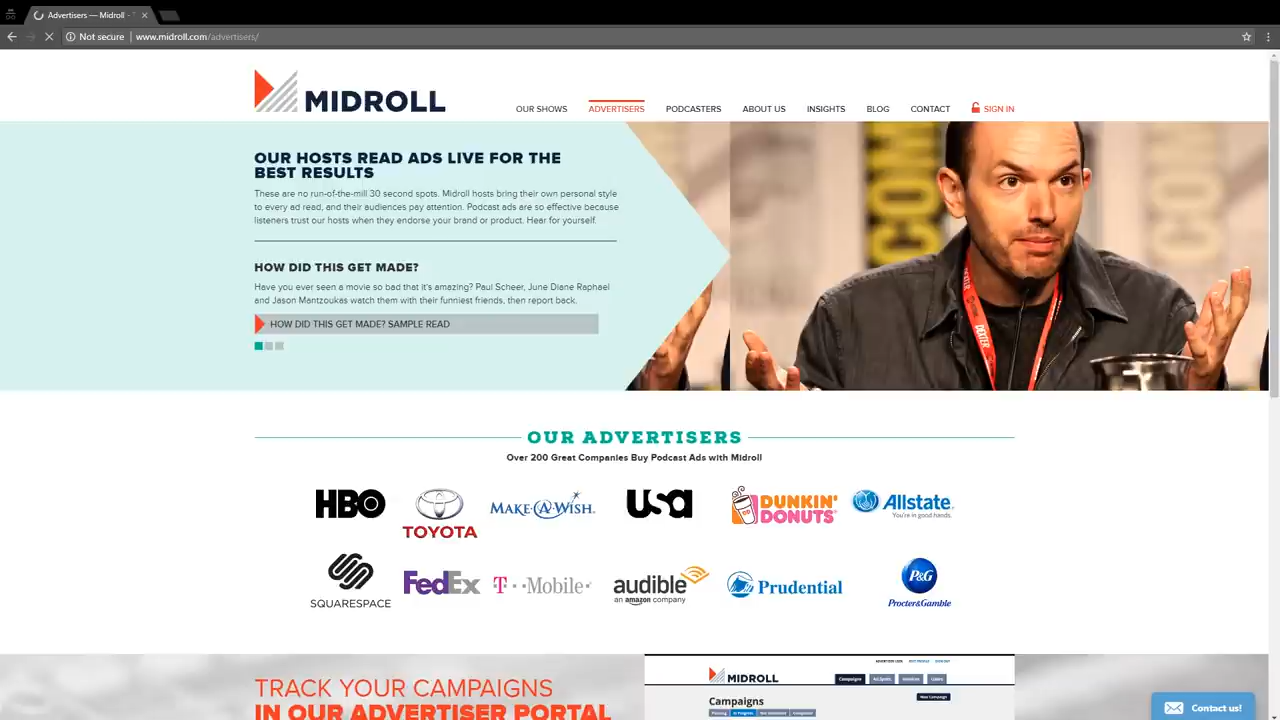 Advertisers — Midroll -
Not secure
www.midroll.com/advertisers/
MIDROLL
OUR SHOWS
ADVERTISERS
PODCASTERS
ABOUT US
INSIGHTS
BLOG
CONTACT
SIGN IN
OUR HOSTS READ ADS LIVE FOR THE
BEST RESULTS
These are no run-of-the-mill 30 second spots. Midroll hosts bring their own personal style
to every ad read, and their audiences pay attention. Podcast ads are so effective because
listeners trust our hosts when they endorse your brand or product. Hear for yourself.
HOW DID THIS GET MADE?
Have you ever seen a movie so bad that it's amazing? Paul Scheer, June Diane Raphael
and Jason Mantzoukas watch them with their funniest friends, then report back.
HOW DID THIS GET MADE? SAMPLE READ
COM
DEXTER
OUR ADVERTISERS
Over 200 Great Companies Buy Podcast Ads with Midroll
HBO
TOYOTA
MAKE-A-WISH
usa
DUNKIN' DONUTS
Allstate
You're in good hands.
SQUARESPACE
FedEx
T-Mobile
audible
an amazon company
Prudential
P&G
Procter&Gamble
TRACK YOUR CAMPAIGNS
IN OUR ADVERTISER PORTAL
MIDROLL
Campaigns
Campaigns
New Campaign
Contact us!